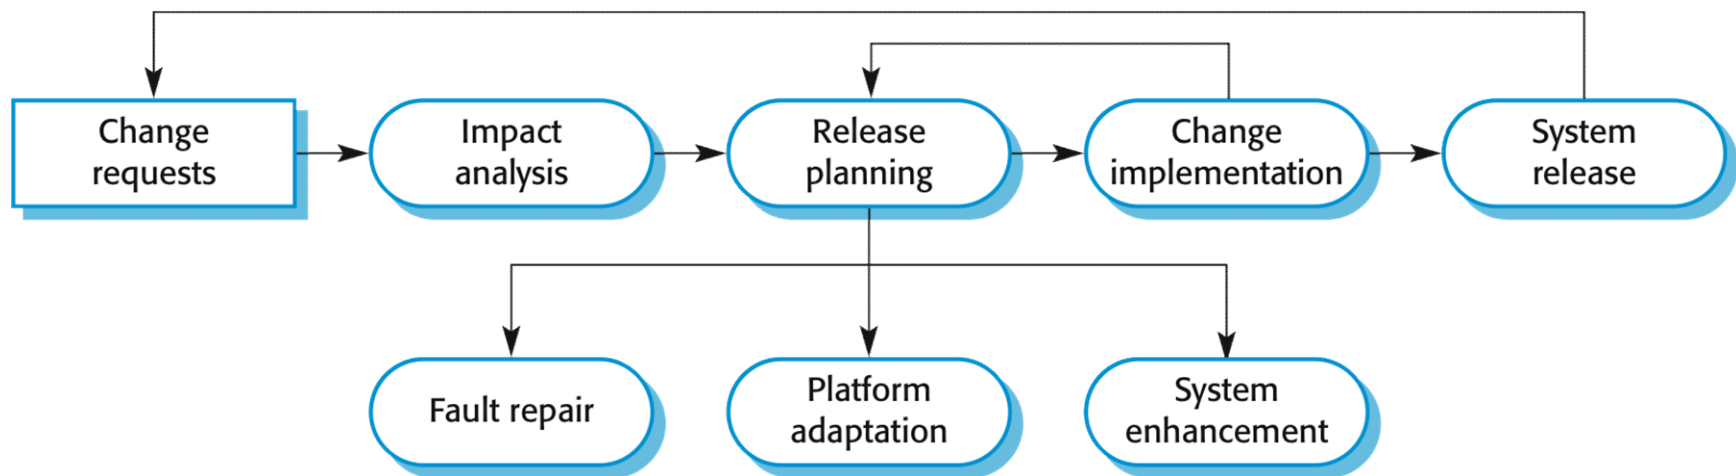 Change
requests
Impact
analysis
Release
planning
Change
implementation
System
release
Fault repair
Platform
adaptation
System
enhancement